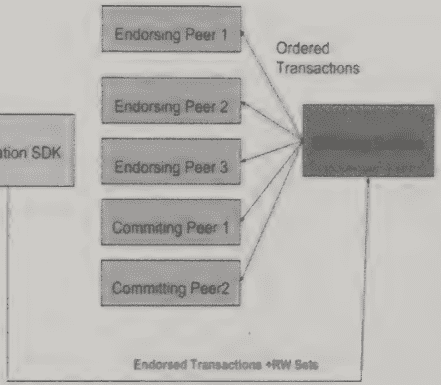 Endorsing Peer 1
Ordered
Transactions
Endorsing Peer 2
ation SDK
Endorsing Peer 3
Commiting Peer 1
Committing Peer2
Endorsed Transactions +RW Sets